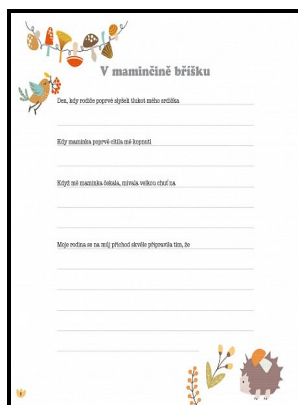 V maminčině bříšku
Den, kdy rodiče poprvé slyšeli tlukot mého srdíčka
Kdy maminka poprvé cítila mé kopnutí
Když mě maminka čekala, mívala velkou chuť na
Moje rodina se na můj příchod skvěle připravila tím, že